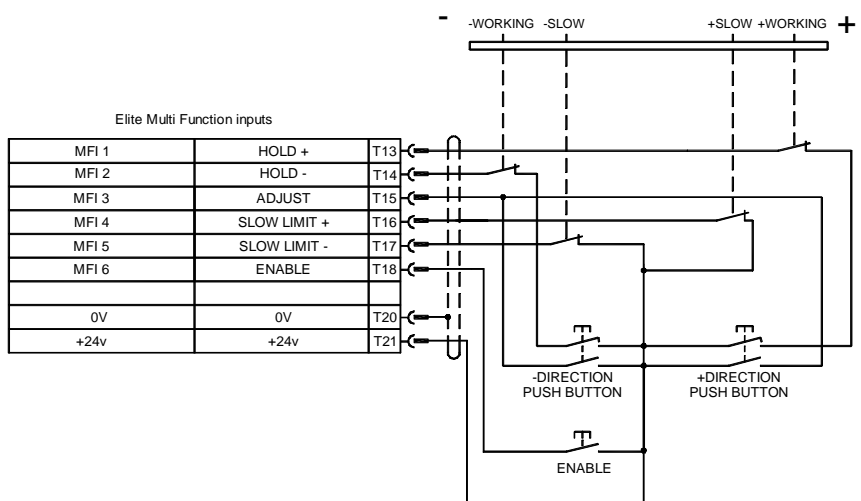 - -WORKING -SLOW +SLOW +WORKING +
Elite Multi Function inputs
MFI 1 HOLD + T13
MFI 2 HOLD - T14
MFI 3 ADJUST T15
MFI 4 SLOW LIMIT + T16
MFI 5 SLOW LIMIT - T17
MFI 6 ENABLE T18
0V 0V T20
+24v +24v T21
-DIRECTION
PUSH BUTTON
+DIRECTION
PUSH BUTTON
ENABLE